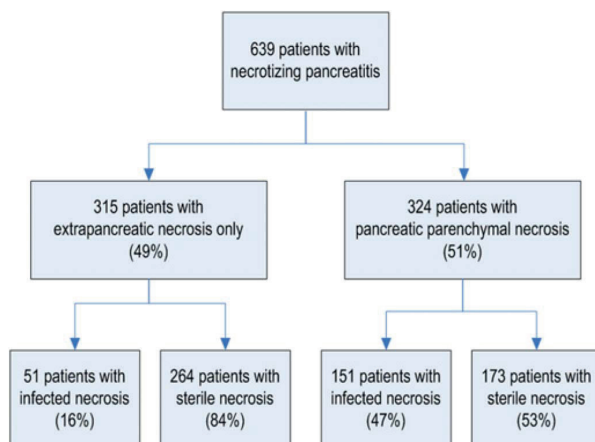 639 patients with
necrotizing pancreatitis
315 patients with
extrapancreatic necrosis only
(49%)
324 patients with
pancreatic parenchymal necrosis
(51%)
51 patients with
infected necrosis
(16%)
264 patients with
sterile necrosis
(84%)
151 patients with
infected necrosis
(47%)
173 patients with
sterile necrosis
(53%)